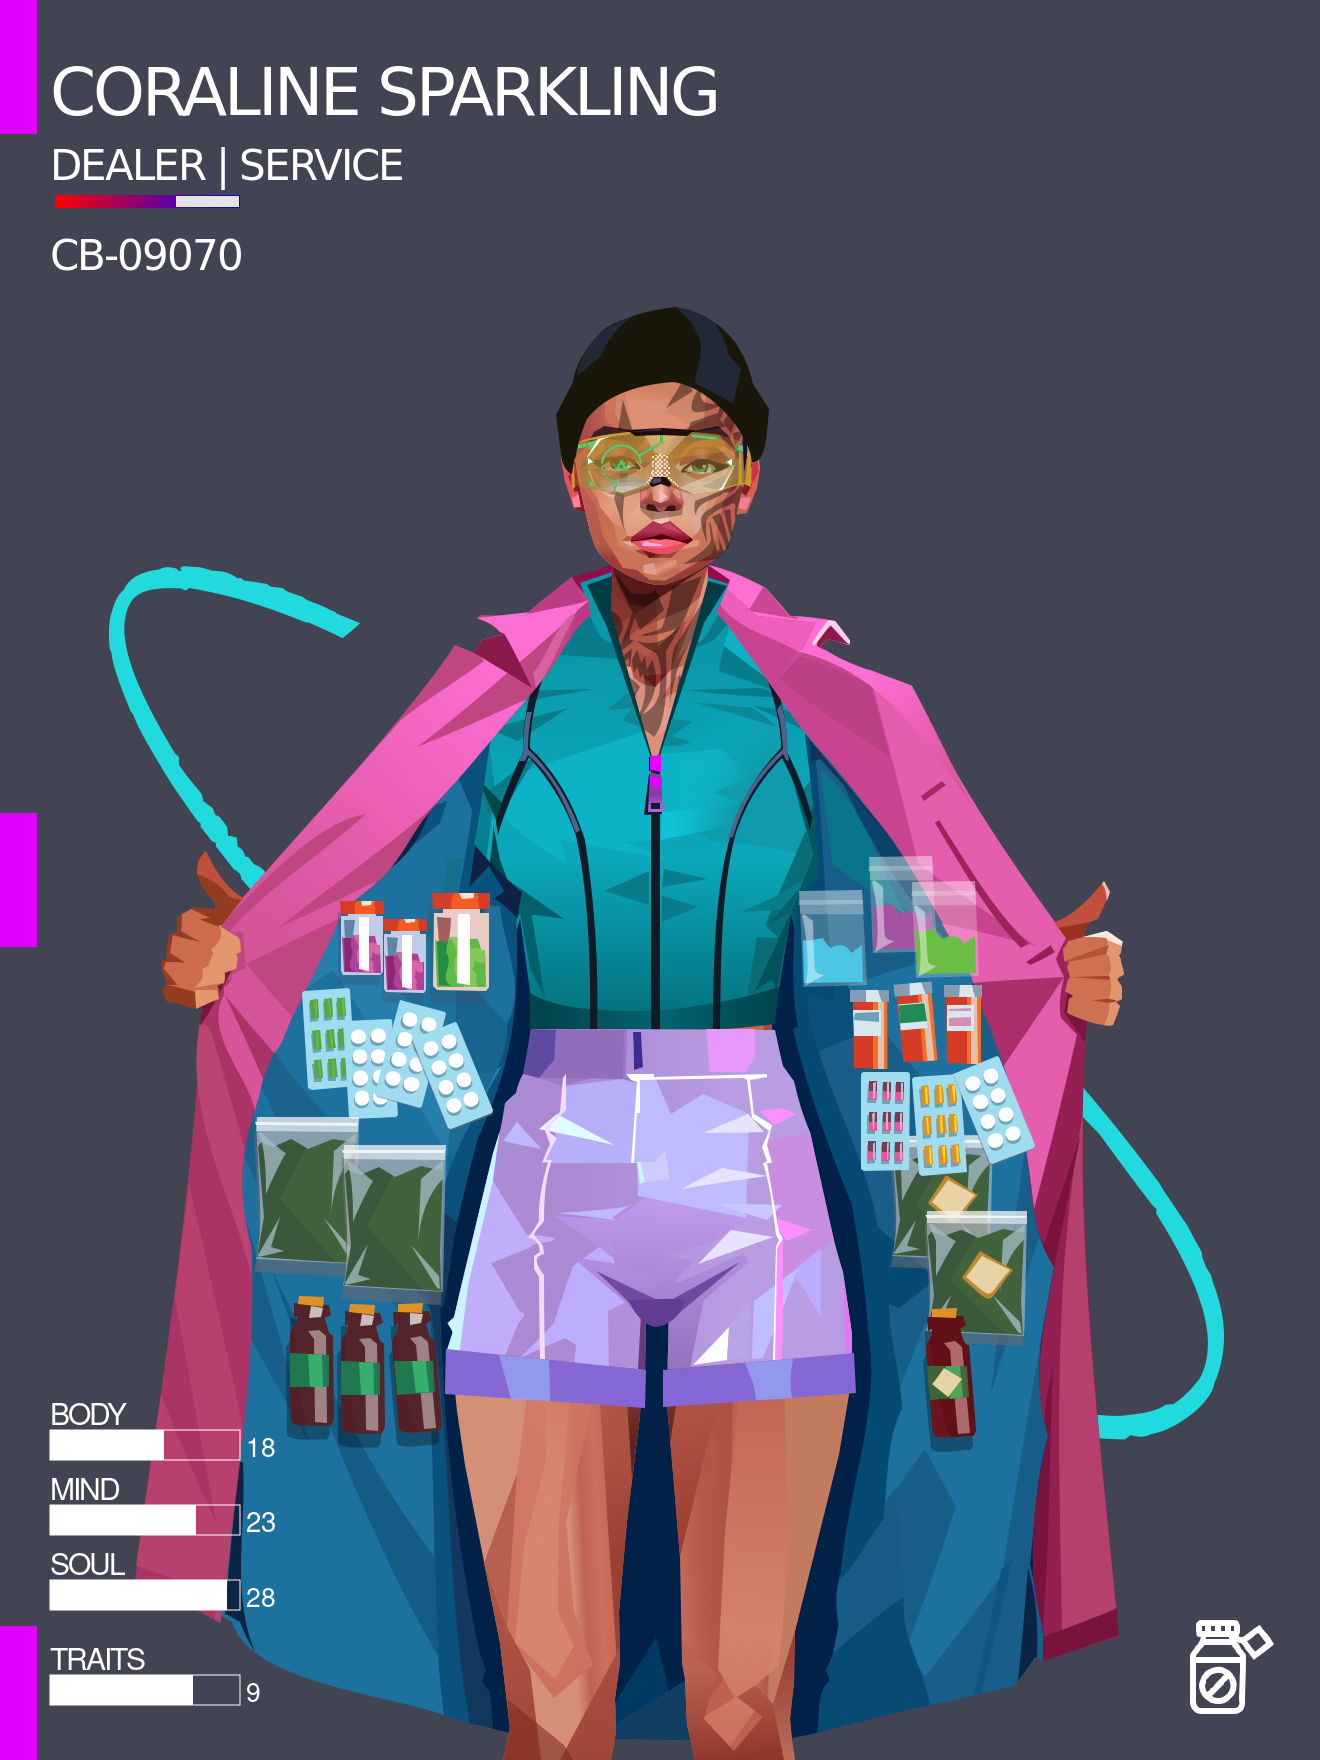 CORALINE SPARKLING
DEALER | SERVICE
CB-09070
BODY
18
MIND
23
SOUL
28
TRAITS
9